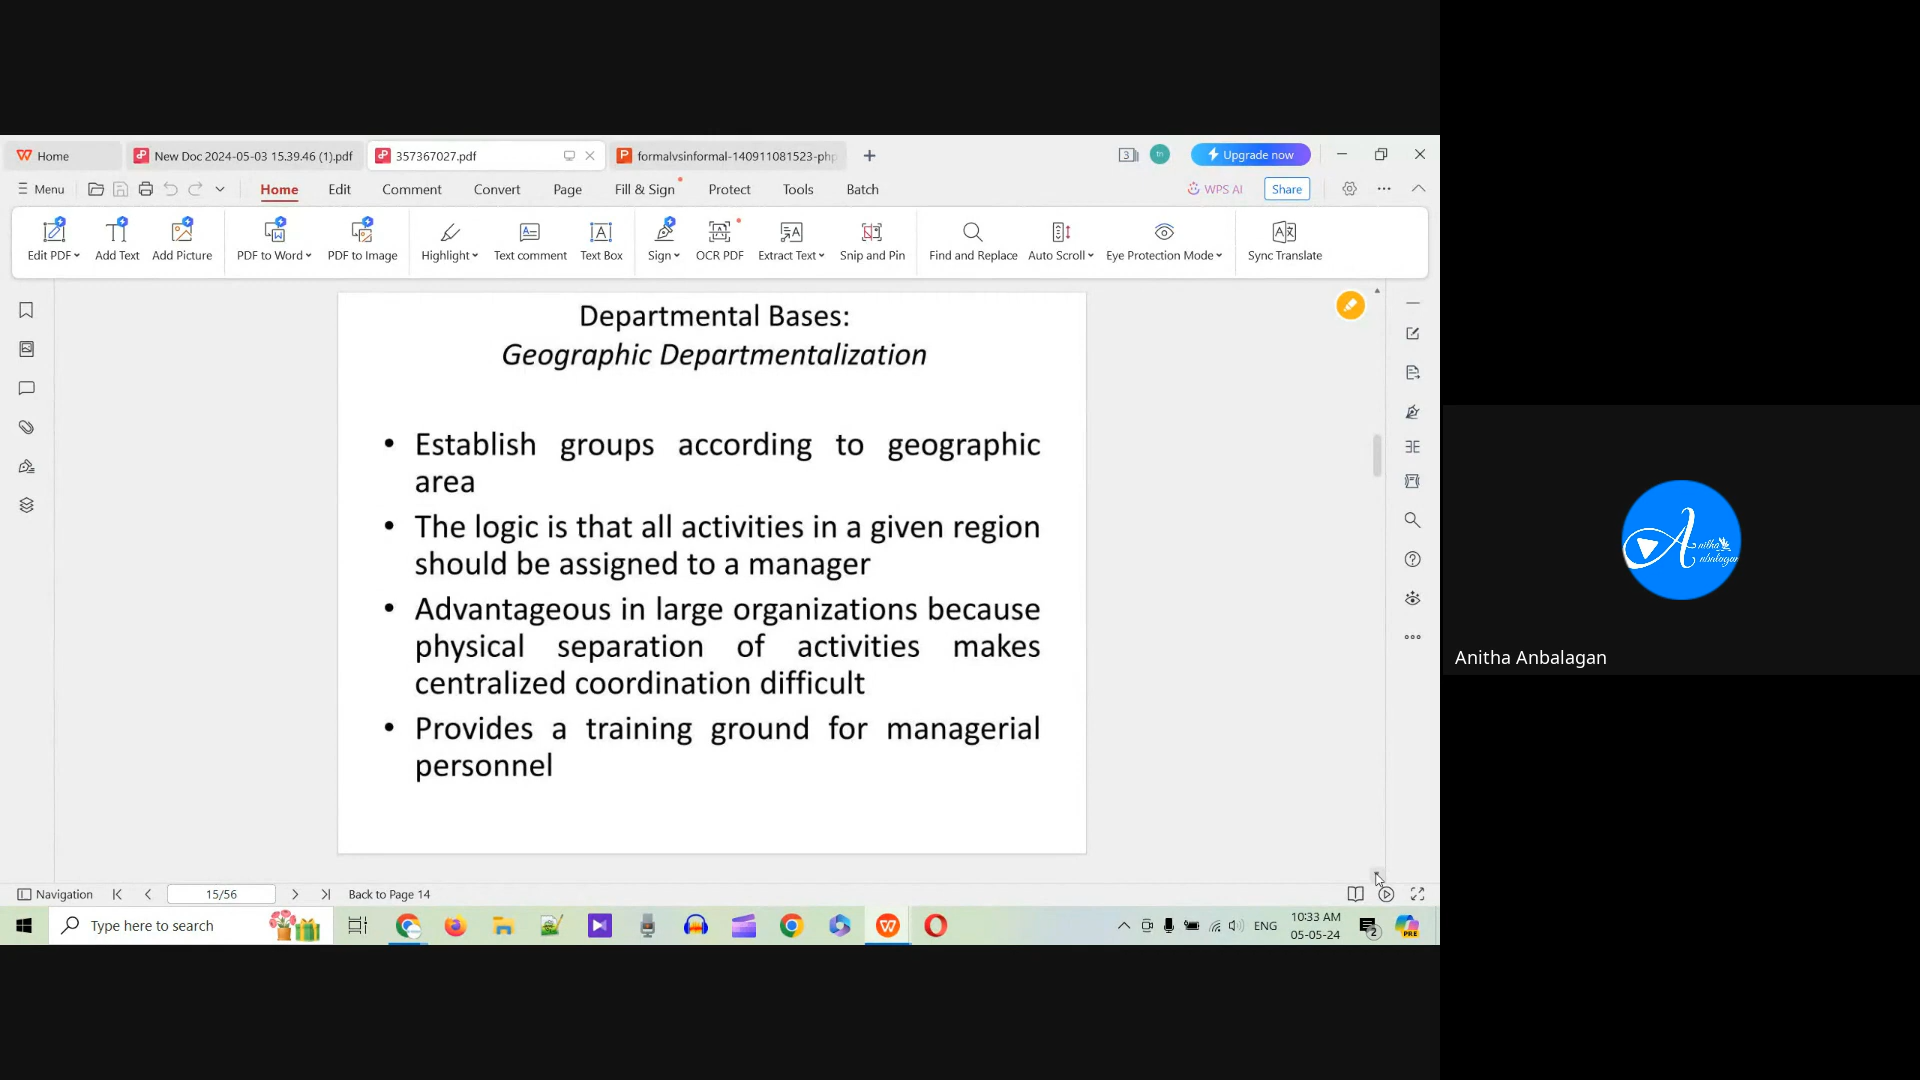 Home
New Doc 2024-05-03 15.39.46 (1).pdf
357367027.pdf
formalvsinformal-140911081523-php
3
Upgrade now
Menu
Home
Edit
Comment
Convert
Page
Fill & Sign
Protect
Tools
Batch
WPS AI
Share
Edit PDF
Add Text
Add Picture
PDF to Word
PDF to Image
Highlight
Text comment
Text Box
Sign
OCR PDF
Extract Text
Snip and Pin
Find and Replace
Auto Scroll
Eye Protection Mode
Sync Translate
Departmental Bases:
Geographic Departmentalization
• Establish groups according to geographic
area
• The logic is that all activities in a given region
should be assigned to a manager
• Advantageous in large organizations because
physical separation of activities makes
centralized coordination difficult
• Provides a training ground for managerial
personnel
Anitha
Anbalagan
Anitha Anbalagan
Navigation
15/56
Back to Page 14
Type here to search
ENG
10:33 AM
05-05-24
2
PRE